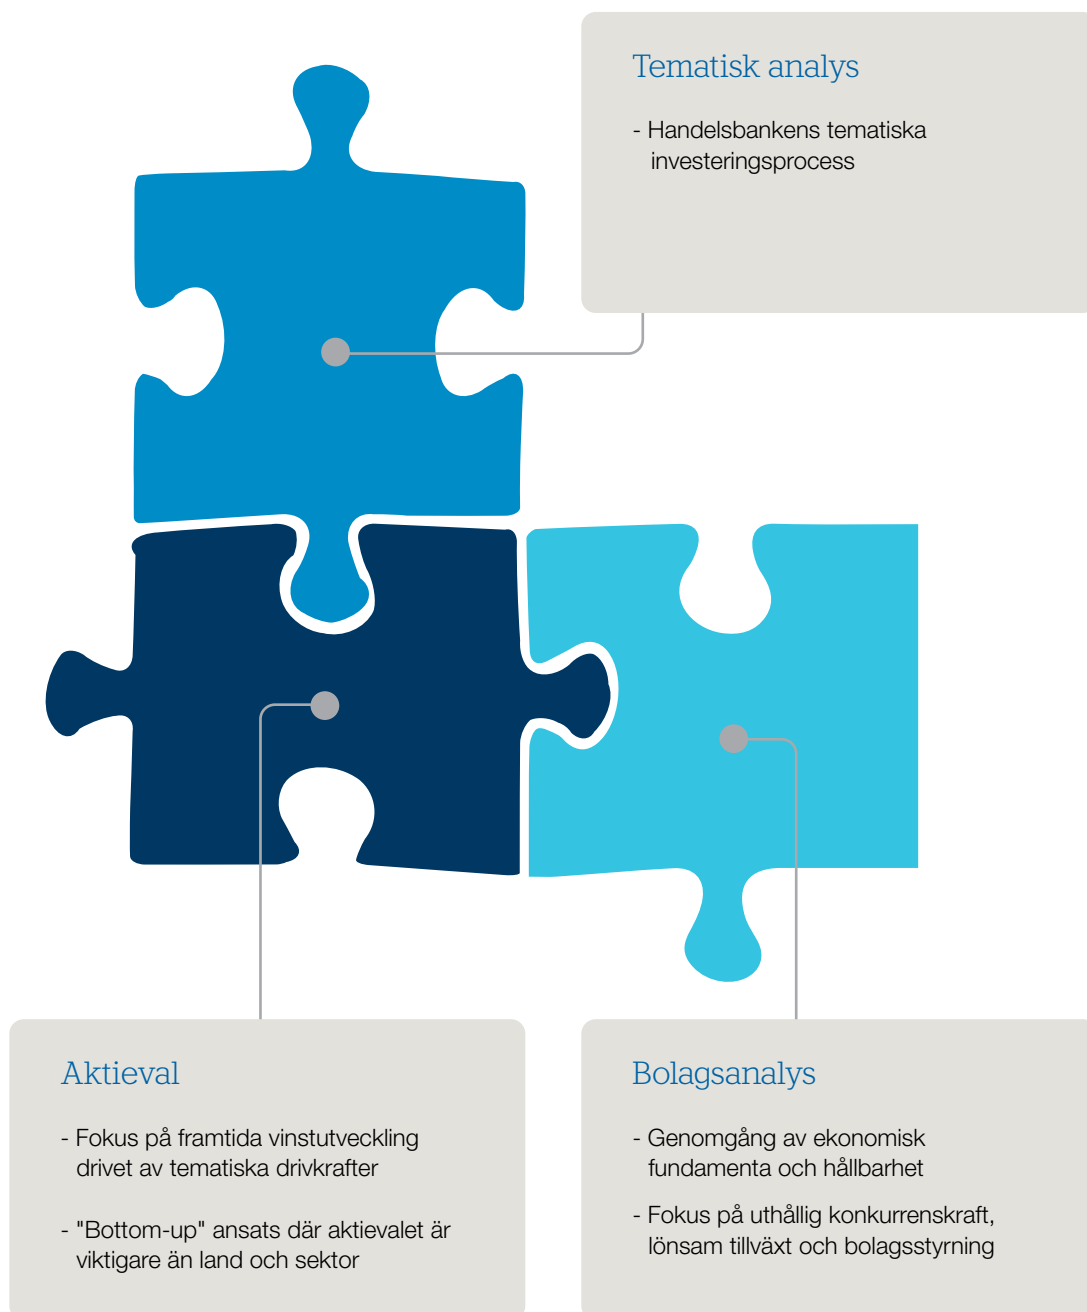 Tematisk analys
- Handelsbankens tematiska
investeringsprocess
Aktieval
- Fokus på framtida vinstutveckling
drivet av tematiska drivkrafter
- "Bottom-up" ansats där aktievalet är
viktigare än land och sektor
Bolagsanalys
- Genomgång av ekonomisk
fundamenta och hållbarhet
- Fokus på uthållig konkurrenskraft,
lönsam tillväxt och bolagsstyrning